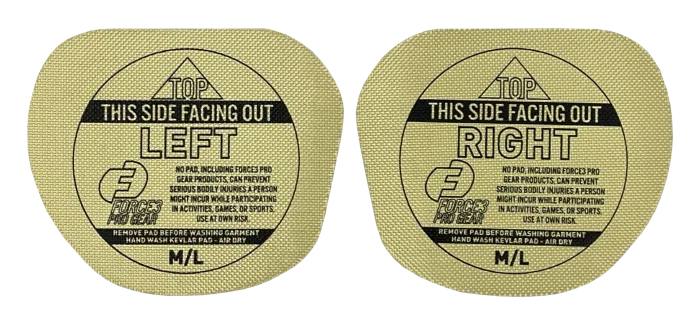 TOP
THIS SIDE FACING OUT
LEFT
NO PAD, INCLUDING FORCE3 PRO
GEAR PRODUCTS, CAN PREVENT
SERIOUS BODILY INJURIES A PERSON
MIGHT INCUR WHILE PARTICIPATING
IN ACTIVITIES, GAMES, OR SPORTS.
USE AT OWN RISK.
FORCE3
PRO GEAR
REMOVE PAD BEFORE WASHING GARMENT
HAND WASH KEVLAR PAD - AIR DRY
M/L
TOP
THIS SIDE FACING OUT
RIGHT
NO PAD, INCLUDING FORCE3 PRO
GEAR PRODUCTS, CAN PREVENT
SERIOUS BODILY INJURIES A PERSON
MIGHT INCUR WHILE PARTICIPATING
IN ACTIVITIES, GAMES, OR SPORTS.
USE AT OWN RISK.
FORCE3
PRO GEAR
REMOVE PAD BEFORE WASHING GARMENT
HAND WASH KEVLAR PAD - AIR DRY
M/L